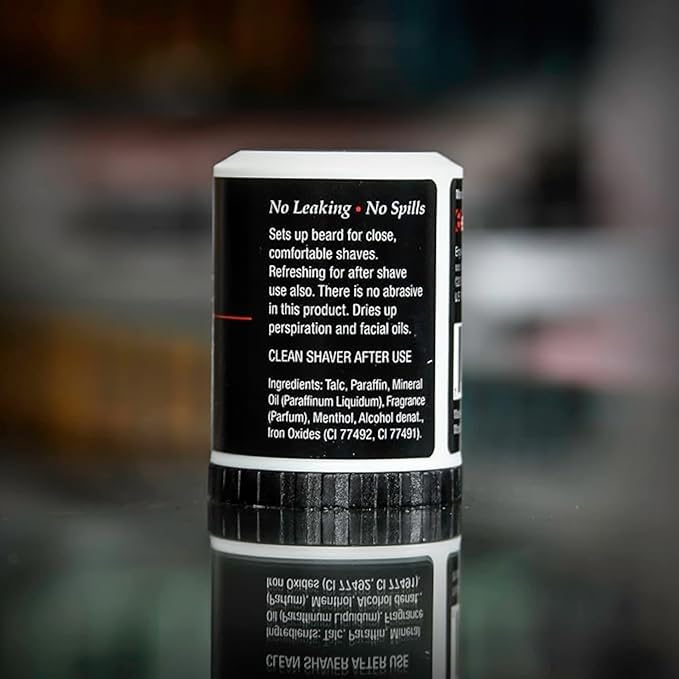 No Leaking • No Spills
Sets up beard for close,
comfortable shaves.
Refreshing for after shave
use also. There is no abrasive
in this product. Dries up
perspiration and facial oils.
CLEAN SHAVER AFTER USE
Ingredients: Talc, Paraffin, Mineral
Oil (Paraffinum Liquidum), Fragrance
(Parfum), Menthol, Alcohol denat.,
Iron Oxides (CI 77492, CI 77491).